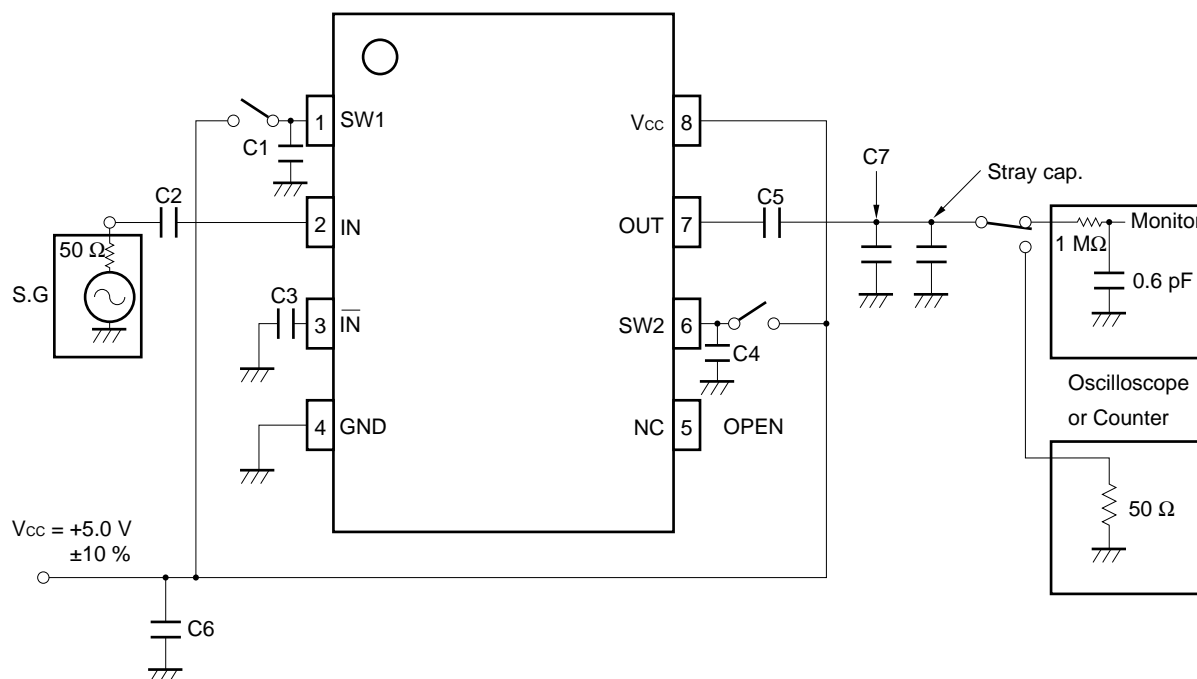 1 SW1
VCC 8
C1
C7
Stray cap.
C2
C5
2 IN
OUT 7
Monitor
1 MΩ
50 Ω
S.G
0.6 pF
C3
3 I̅N̅
SW2 6
C4
Oscilloscope
or Counter
4 GND
NC 5 OPEN
50 Ω
VCC = +5.0 V
±10 %
C6